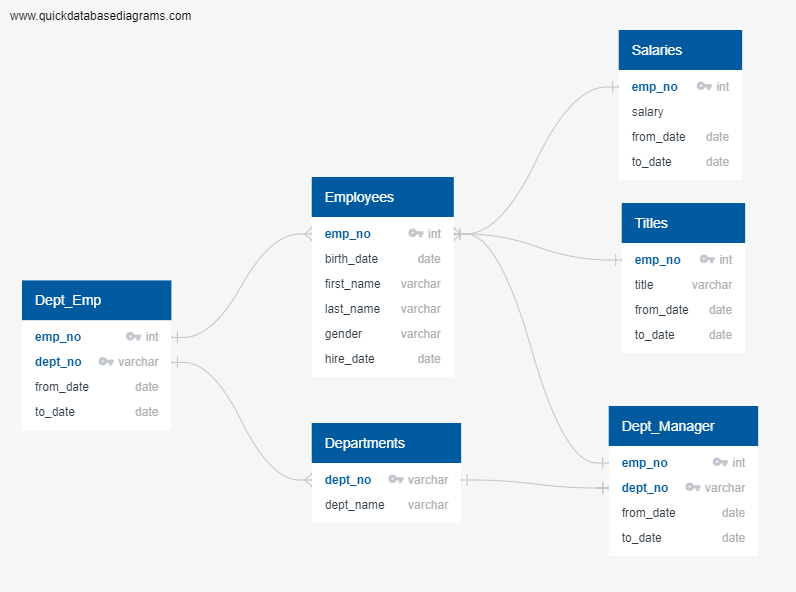 www.quickdatabasediagrams.com
Salaries
emp_no int
salary
from_date date
to_date date
Employees
emp_no int
birth_date date
first_name varchar
last_name varchar
gender varchar
hire_date date
Titles
emp_no int
title varchar
from_date date
to_date date
Dept_Emp
emp_no int
dept_no varchar
from_date date
to_date date
Departments
dept_no varchar
dept_name varchar
Dept_Manager
emp_no int
dept_no varchar
from_date date
to_date date